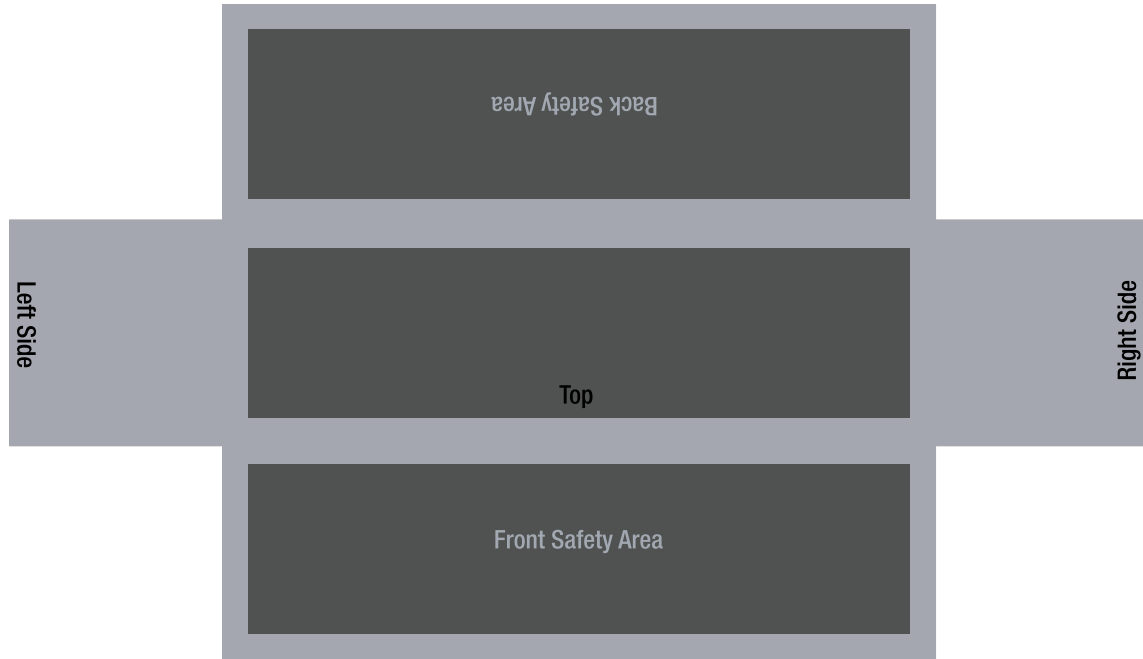 Back Safety Area
Left Side
Right Side
Top
Front Safety Area